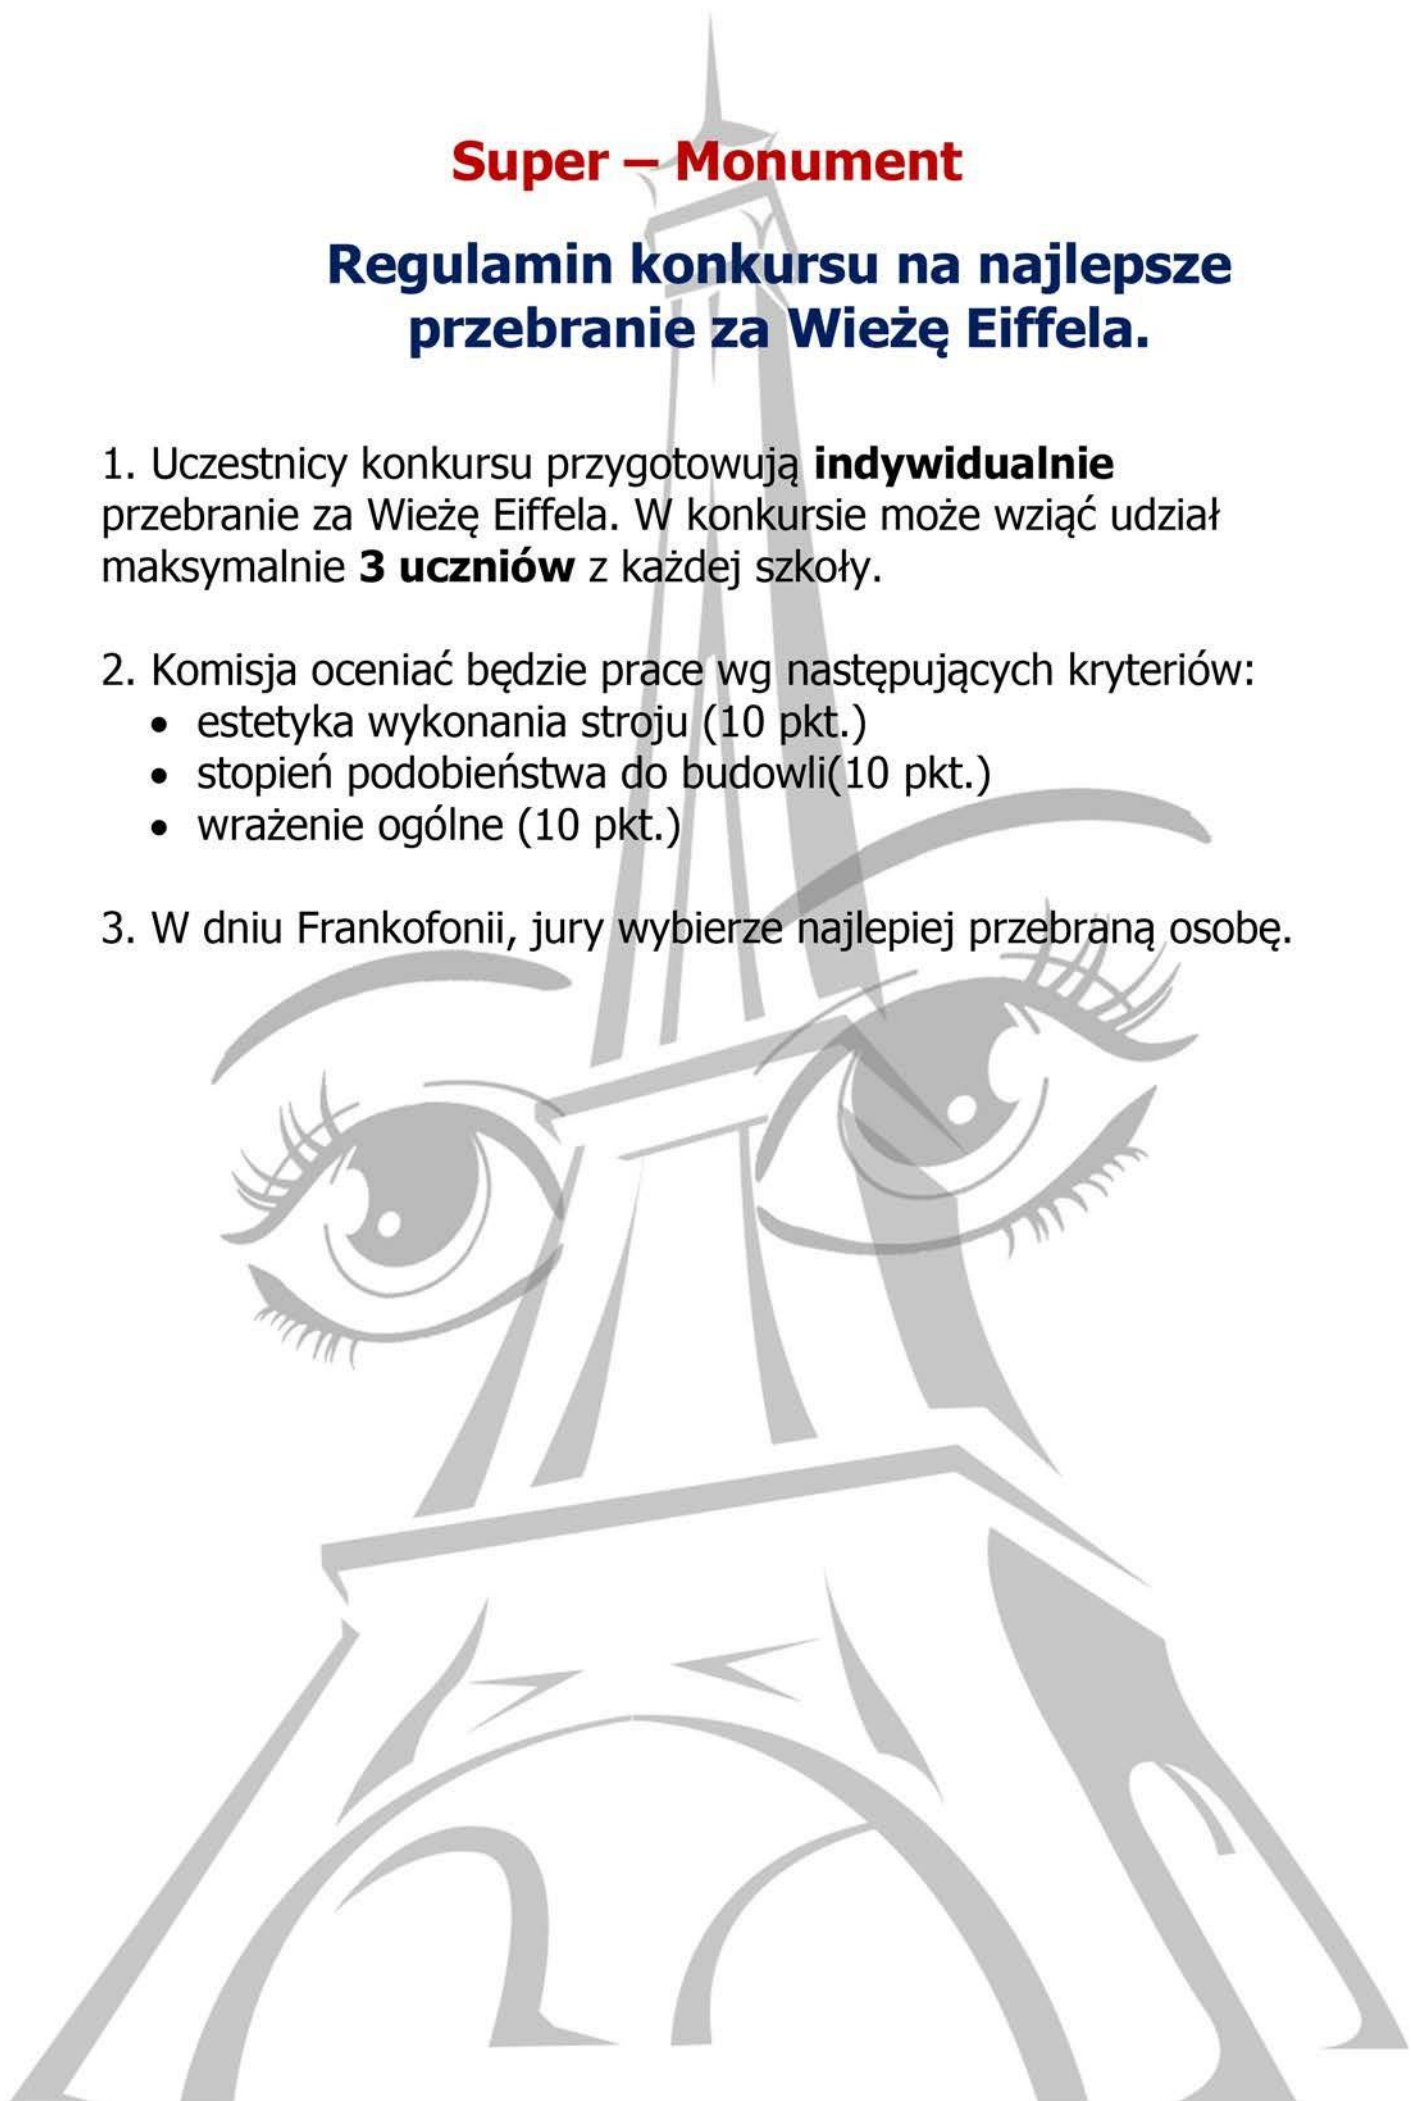 Super – Monument
Regulamin konkursu na najlepsze
przebranie za Wieżę Eiffela.
1. Uczestnicy konkursu przygotowują indywidualnie
przebranie za Wieżę Eiffela. W konkursie może wziąć udział
maksymalnie 3 uczniów z każdej szkoły.
2. Komisja oceniać będzie prace wg następujących kryteriów:
• estetyka wykonania stroju (10 pkt.)
• stopień podobieństwa do budowli(10 pkt.)
• wrażenie ogólne (10 pkt.)
3. W dniu Frankofonii, jury wybierze najlepiej przebraną osobę.